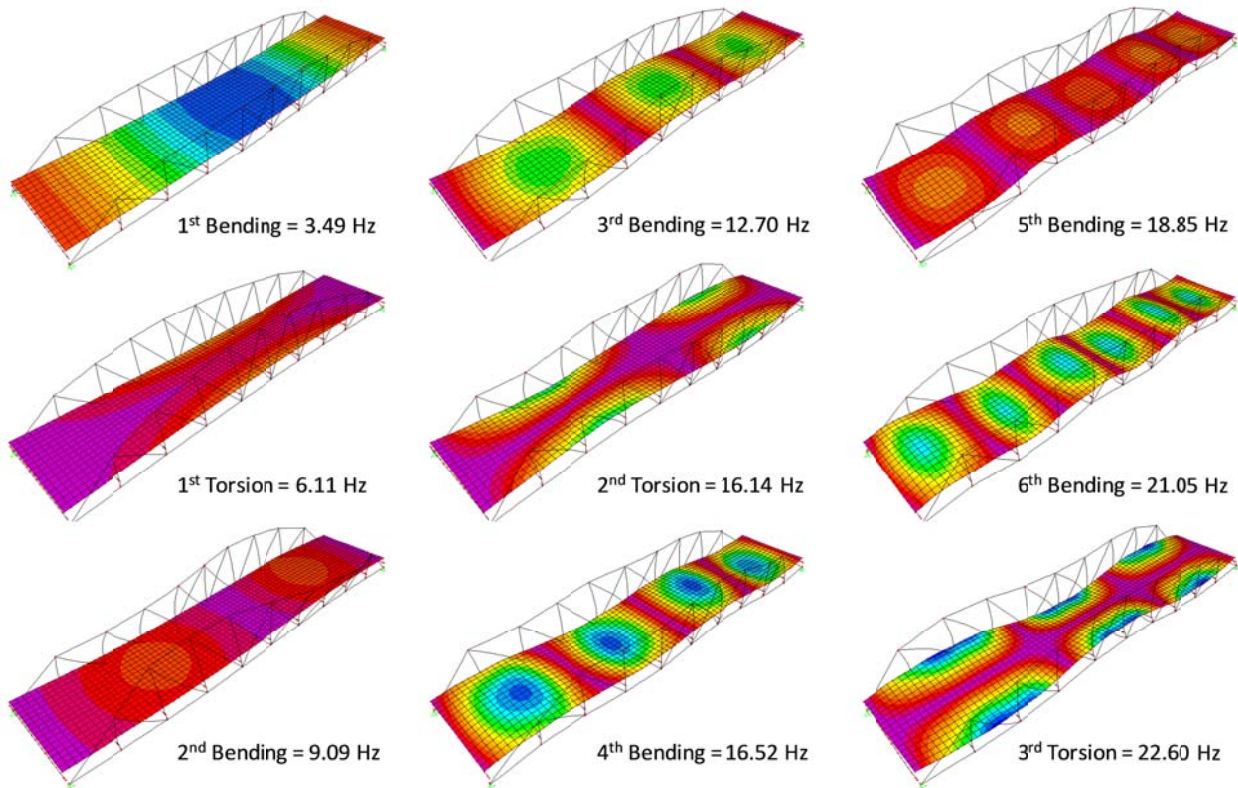 1st Bending = 3.49 Hz
3rd Bending = 12.70 Hz
5th Bending = 18.85 Hz
1st Torsion = 6.11 Hz
2nd Torsion = 16.14 Hz
6th Bending = 21.05 Hz
2nd Bending = 9.09 Hz
4th Bending = 16.52 Hz
3rd Torsion = 22.60 Hz